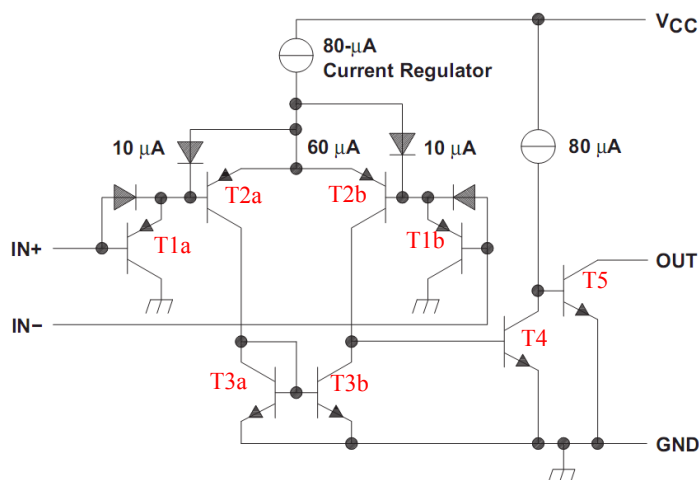 80-μA
Current Regulator
VCC
10 μA
60 μA
10 μA
80 μA
T2a
T2b
T1a
T1b
IN+
OUT
T5
IN−
T4
T3a
T3b
GND